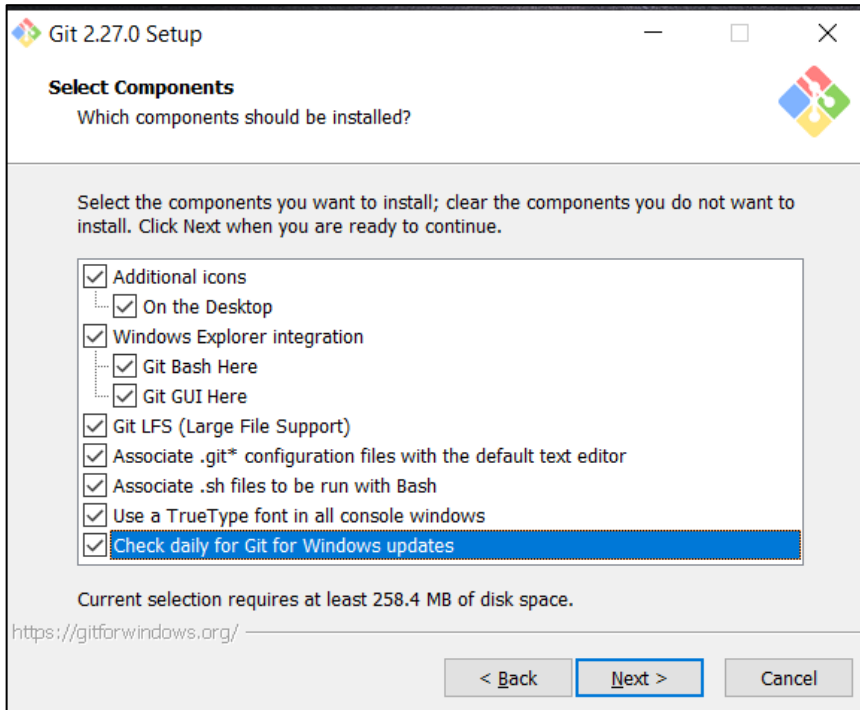 Git 2.27.0 Setup
Select Components
Which components should be installed?
Select the components you want to install; clear the components you do not want to
install. Click Next when you are ready to continue.
Additional icons
On the Desktop
Windows Explorer integration
Git Bash Here
Git GUI Here
Git LFS (Large File Support)
Associate .git* configuration files with the default text editor
Associate .sh files to be run with Bash
Use a TrueType font in all console windows
Check daily for Git for Windows updates
Current selection requires at least 258.4 MB of disk space.
https://gitforwindows.org/
< Back Next > Cancel